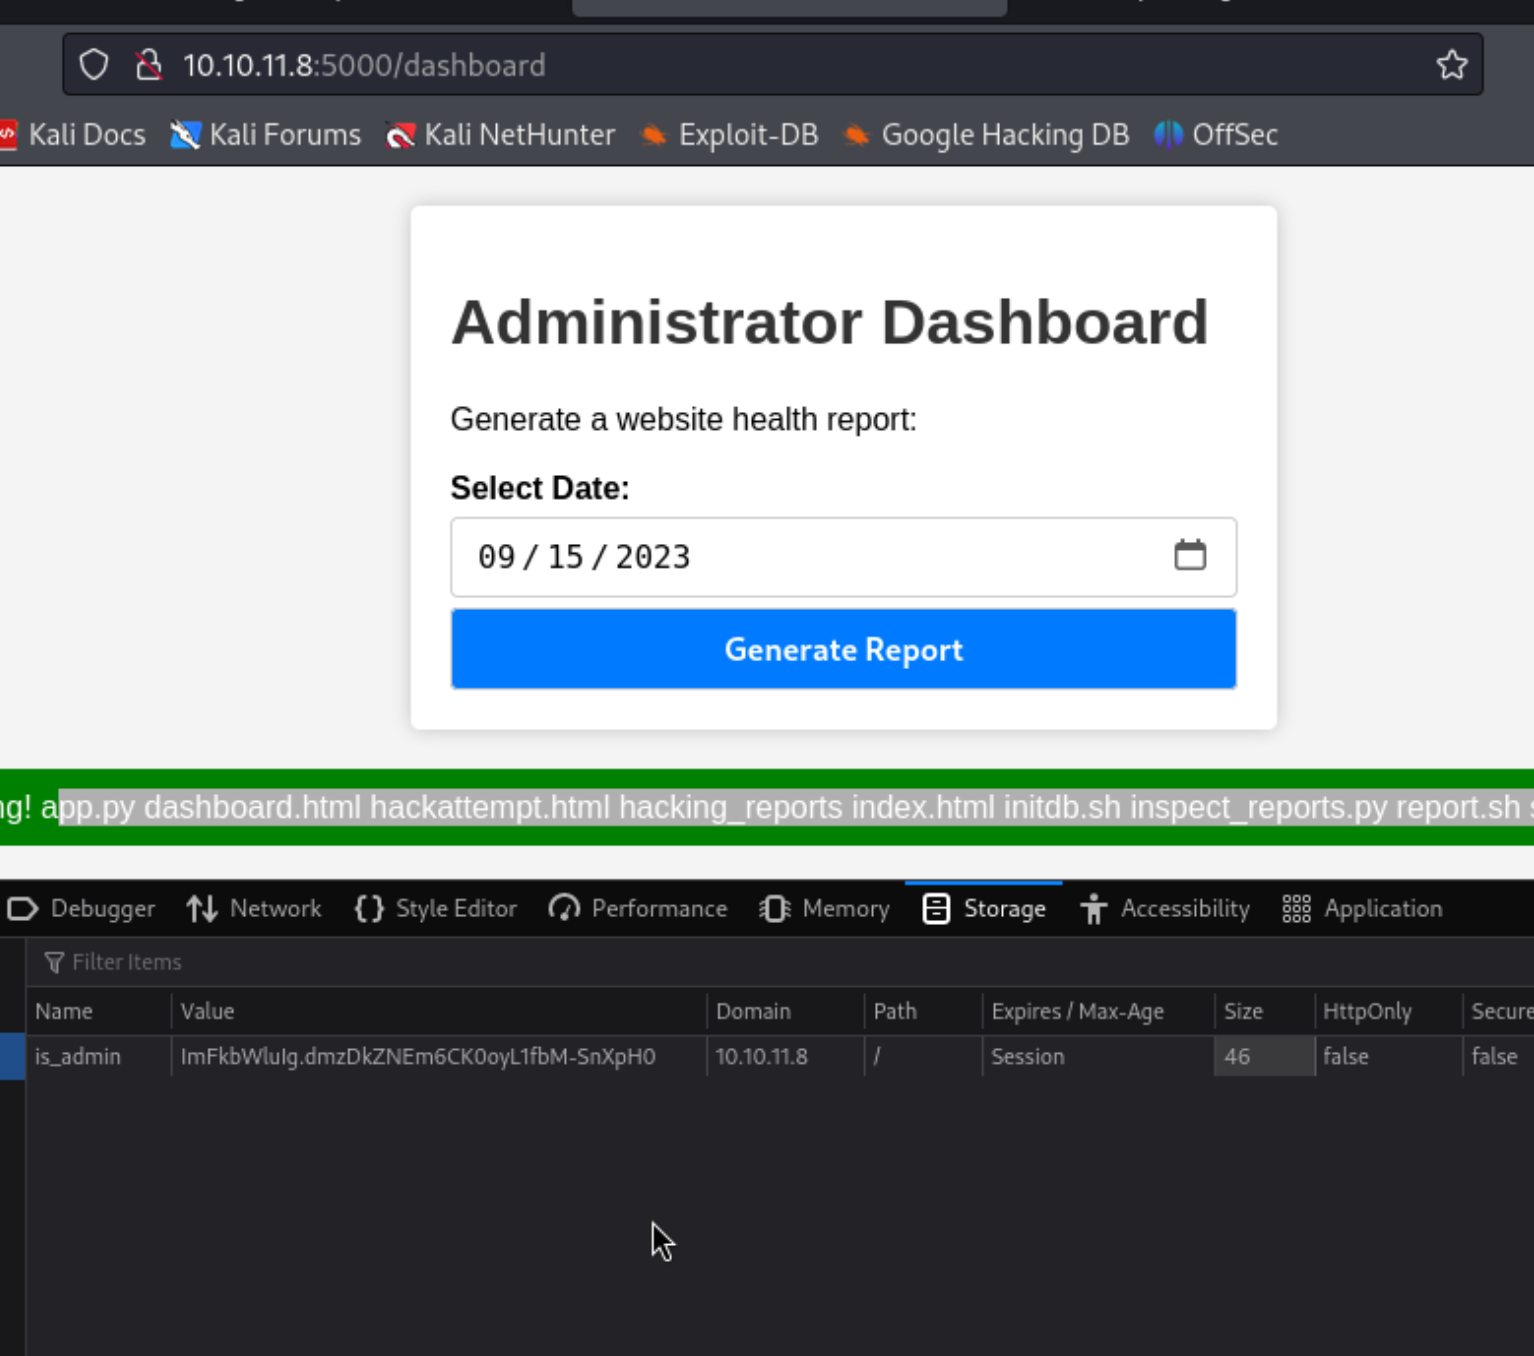 10.10.11.8:5000/dashboard
Kali Docs Kali Forums Kali NetHunter Exploit-DB Google Hacking DB OffSec
Administrator Dashboard
Generate a website health report:
Select Date:
09/15/2023
Generate Report
ng! app.py dashboard.html hackattempt.html hacking_reports index.html initdb.sh inspect_reports.py report.sh
Debugger Network Style Editor Performance Memory Storage Accessibility Application
Filter Items
Name Value Domain Path Expires / Max-Age Size HttpOnly Secure
is_admin ImFkbWluIg.dmzDkZNEm6CK0oyL1fbM-SnXpH0 10.10.11.8 / Session 46 false false